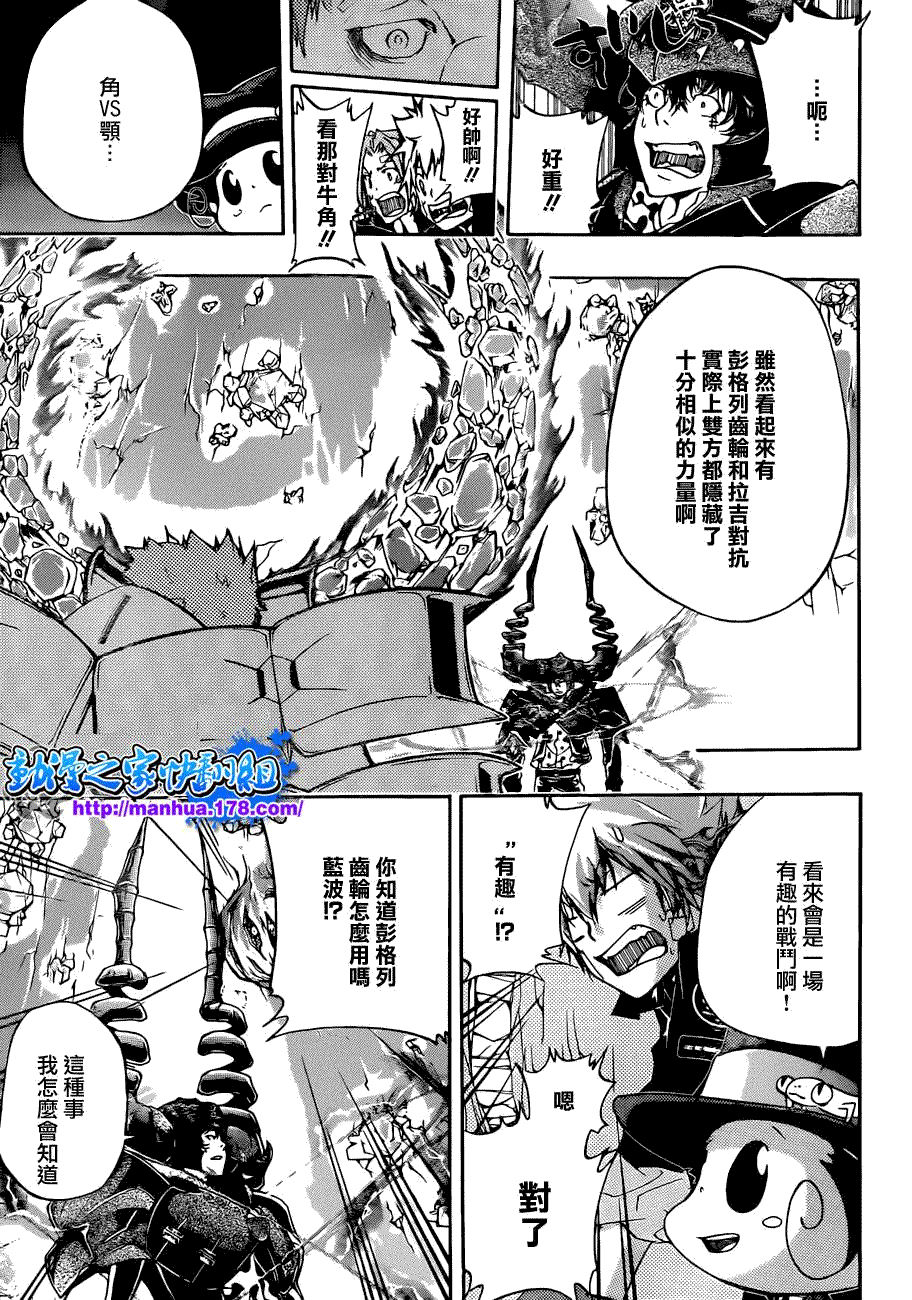 …呃…
好重!!
好帥啊!!
看那對牛角!!
角VS顎…
雖然看起來有
彭格列齒輪和拉吉對抗
實際上雙方都隱藏了
十分相似的力量啊
動漫之家快翻組
http://manhua.178.com/
看來會是一場
有趣的戰鬥啊!
“有趣“!?
嗯
對了
你知道彭格列
齒輪怎麼用嗎
藍波!?
這種事
我怎麼會知道